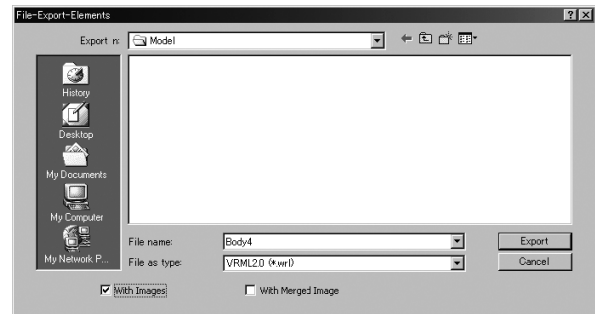 File-Export-Elements
Export n:
Model
History
Desktop
My Documents
My Computer
My Network P...
File name:
Body4
Export
File as type:
VRML2.0 (*.wrl)
Cancel
With Images
With Merged Image